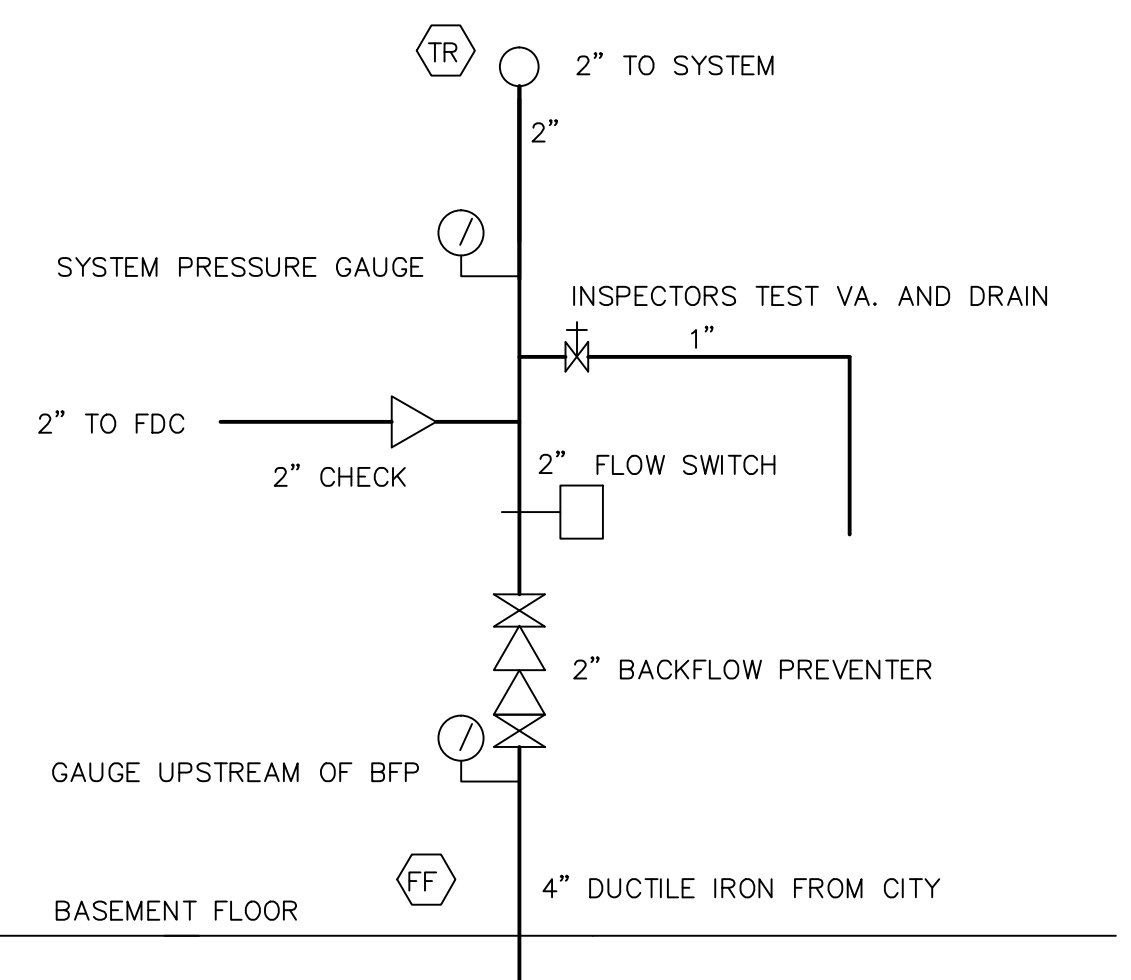 TR
2” TO SYSTEM
2”
SYSTEM PRESSURE GAUGE
INSPECTORS TEST VA. AND DRAIN
1”
2” TO FDC
2” CHECK
2” FLOW SWITCH
2” BACKFLOW PREVENTER
GAUGE UPSTREAM OF BFP
FF
4” DUCTILE IRON FROM CITY
BASEMENT FLOOR